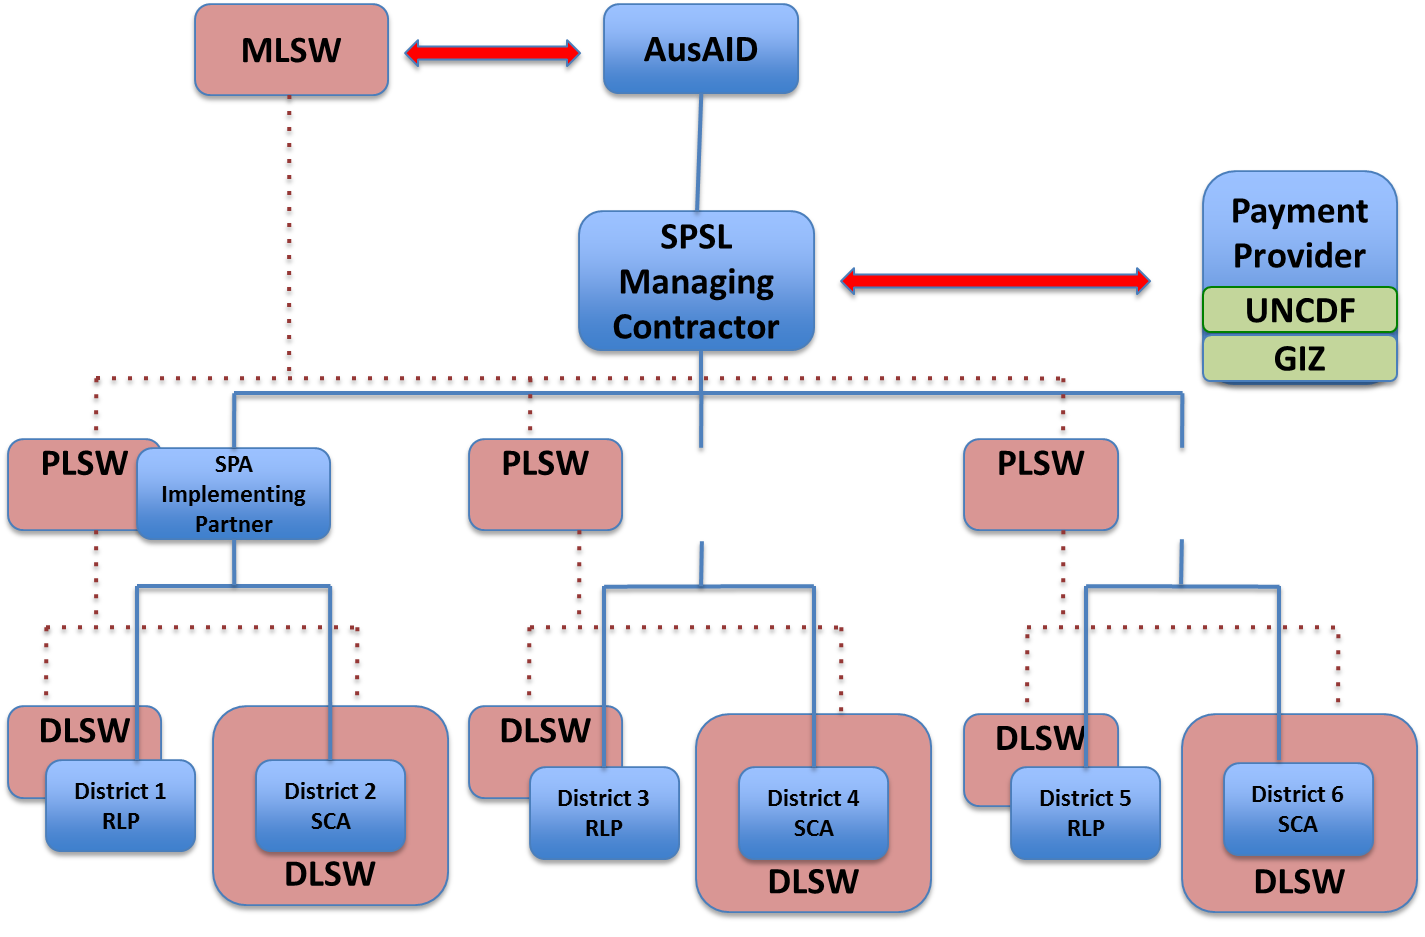 MLSW
AusAID
SPSL
Managing
Contractor
Payment
Provider
UNCDF
GIZ
PLSW
SPA
Implementing
Partner
PLSW
PLSW
DLSW
District 1
RLP
District 2
SCA
DLSW
DLSW
District 3
RLP
District 4
SCA
DLSW
DLSW
District 5
RLP
District 6
SCA
DLSW